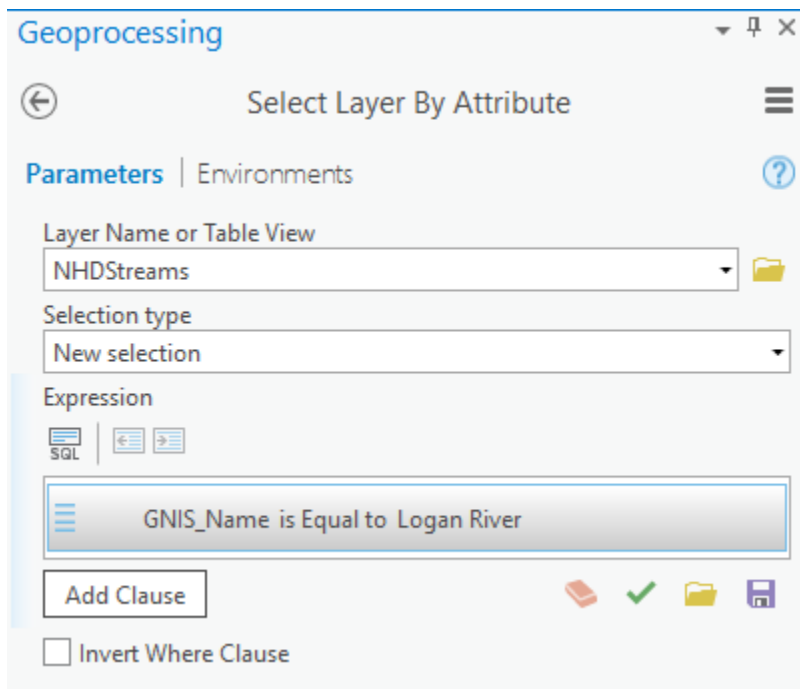 Geoprocessing
Select Layer By Attribute
Parameters | Environments
?
Layer Name or Table View
NHDStreams
Selection type
New selection
Expression
SQL
GNIS_Name is Equal to Logan River
Add Clause
Invert Where Clause